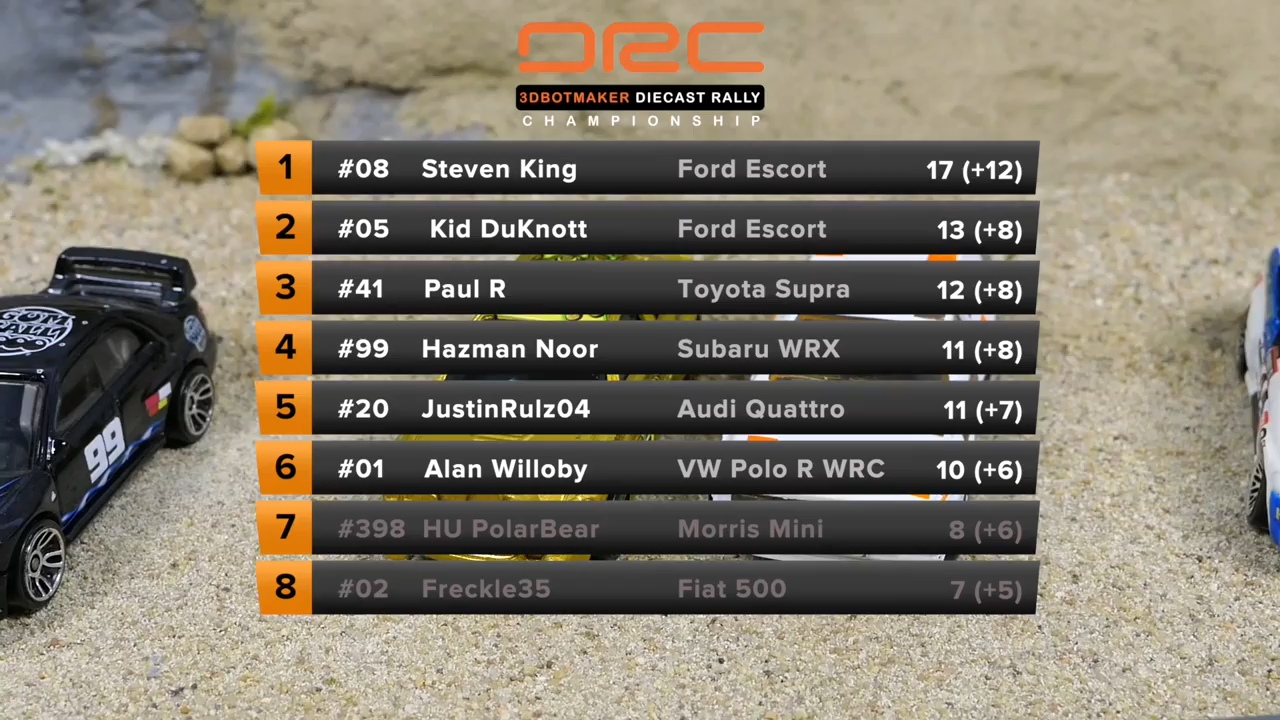 DRC
3DBOTMAKER DIECAST RALLY
CHAMPIONSHIP
1 #08 Steven King Ford Escort 17 (+12)
2 #05 Kid DuKnott Ford Escort 13 (+8)
3 #41 Paul R Toyota Supra 12 (+8)
4 #99 Hazman Noor Subaru WRX 11 (+8)
5 #20 JustinRulz04 Audi Quattro 11 (+7)
6 #01 Alan Willoby VW Polo R WRC 10 (+6)
7 #398 HU PolarBear Morris Mini 8 (+6)
8 #02 Freckle35 Fiat 500 7 (+5)
99